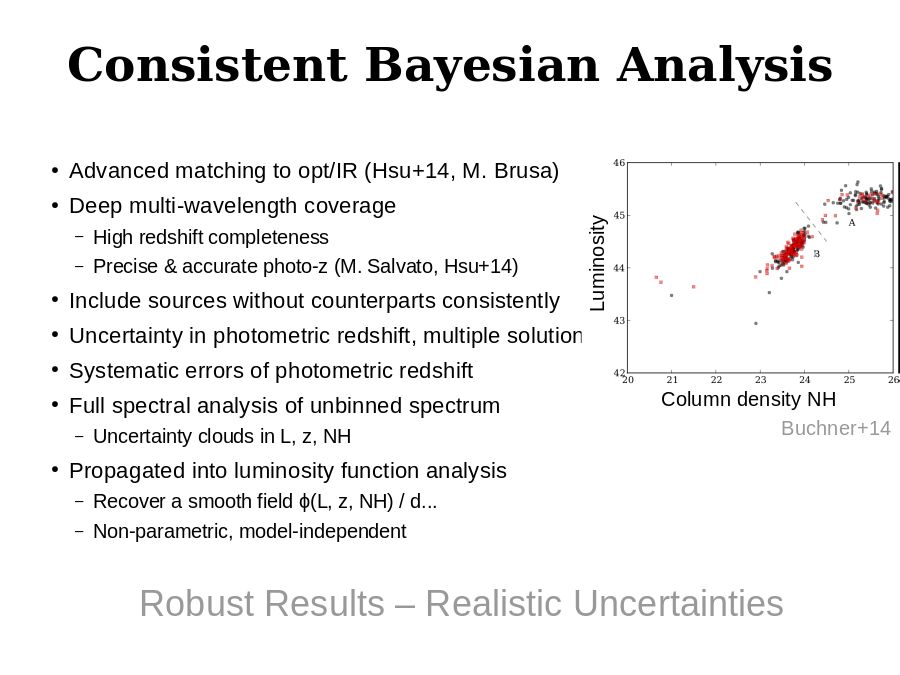 Consistent Bayesian Analysis
• Advanced matching to opt/IR (Hsu+14, M. Brusa)
• Deep multi-wavelength coverage
– High redshift completeness
– Precise & accurate photo-z (M. Salvato, Hsu+14)
• Include sources without counterparts consistently
• Uncertainty in photometric redshift, multiple solution
• Systematic errors of photometric redshift
• Full spectral analysis of unbinned spectrum
– Uncertainty clouds in L, z, NH
• Propagated into luminosity function analysis
– Recover a smooth field ϕ(L, z, NH) / d...
– Non-parametric, model-independent
Luminosity
46
45
44
43
42
A
B
20 21 22 23 24 25 26
Column density NH
Buchner+14
Robust Results – Realistic Uncertainties